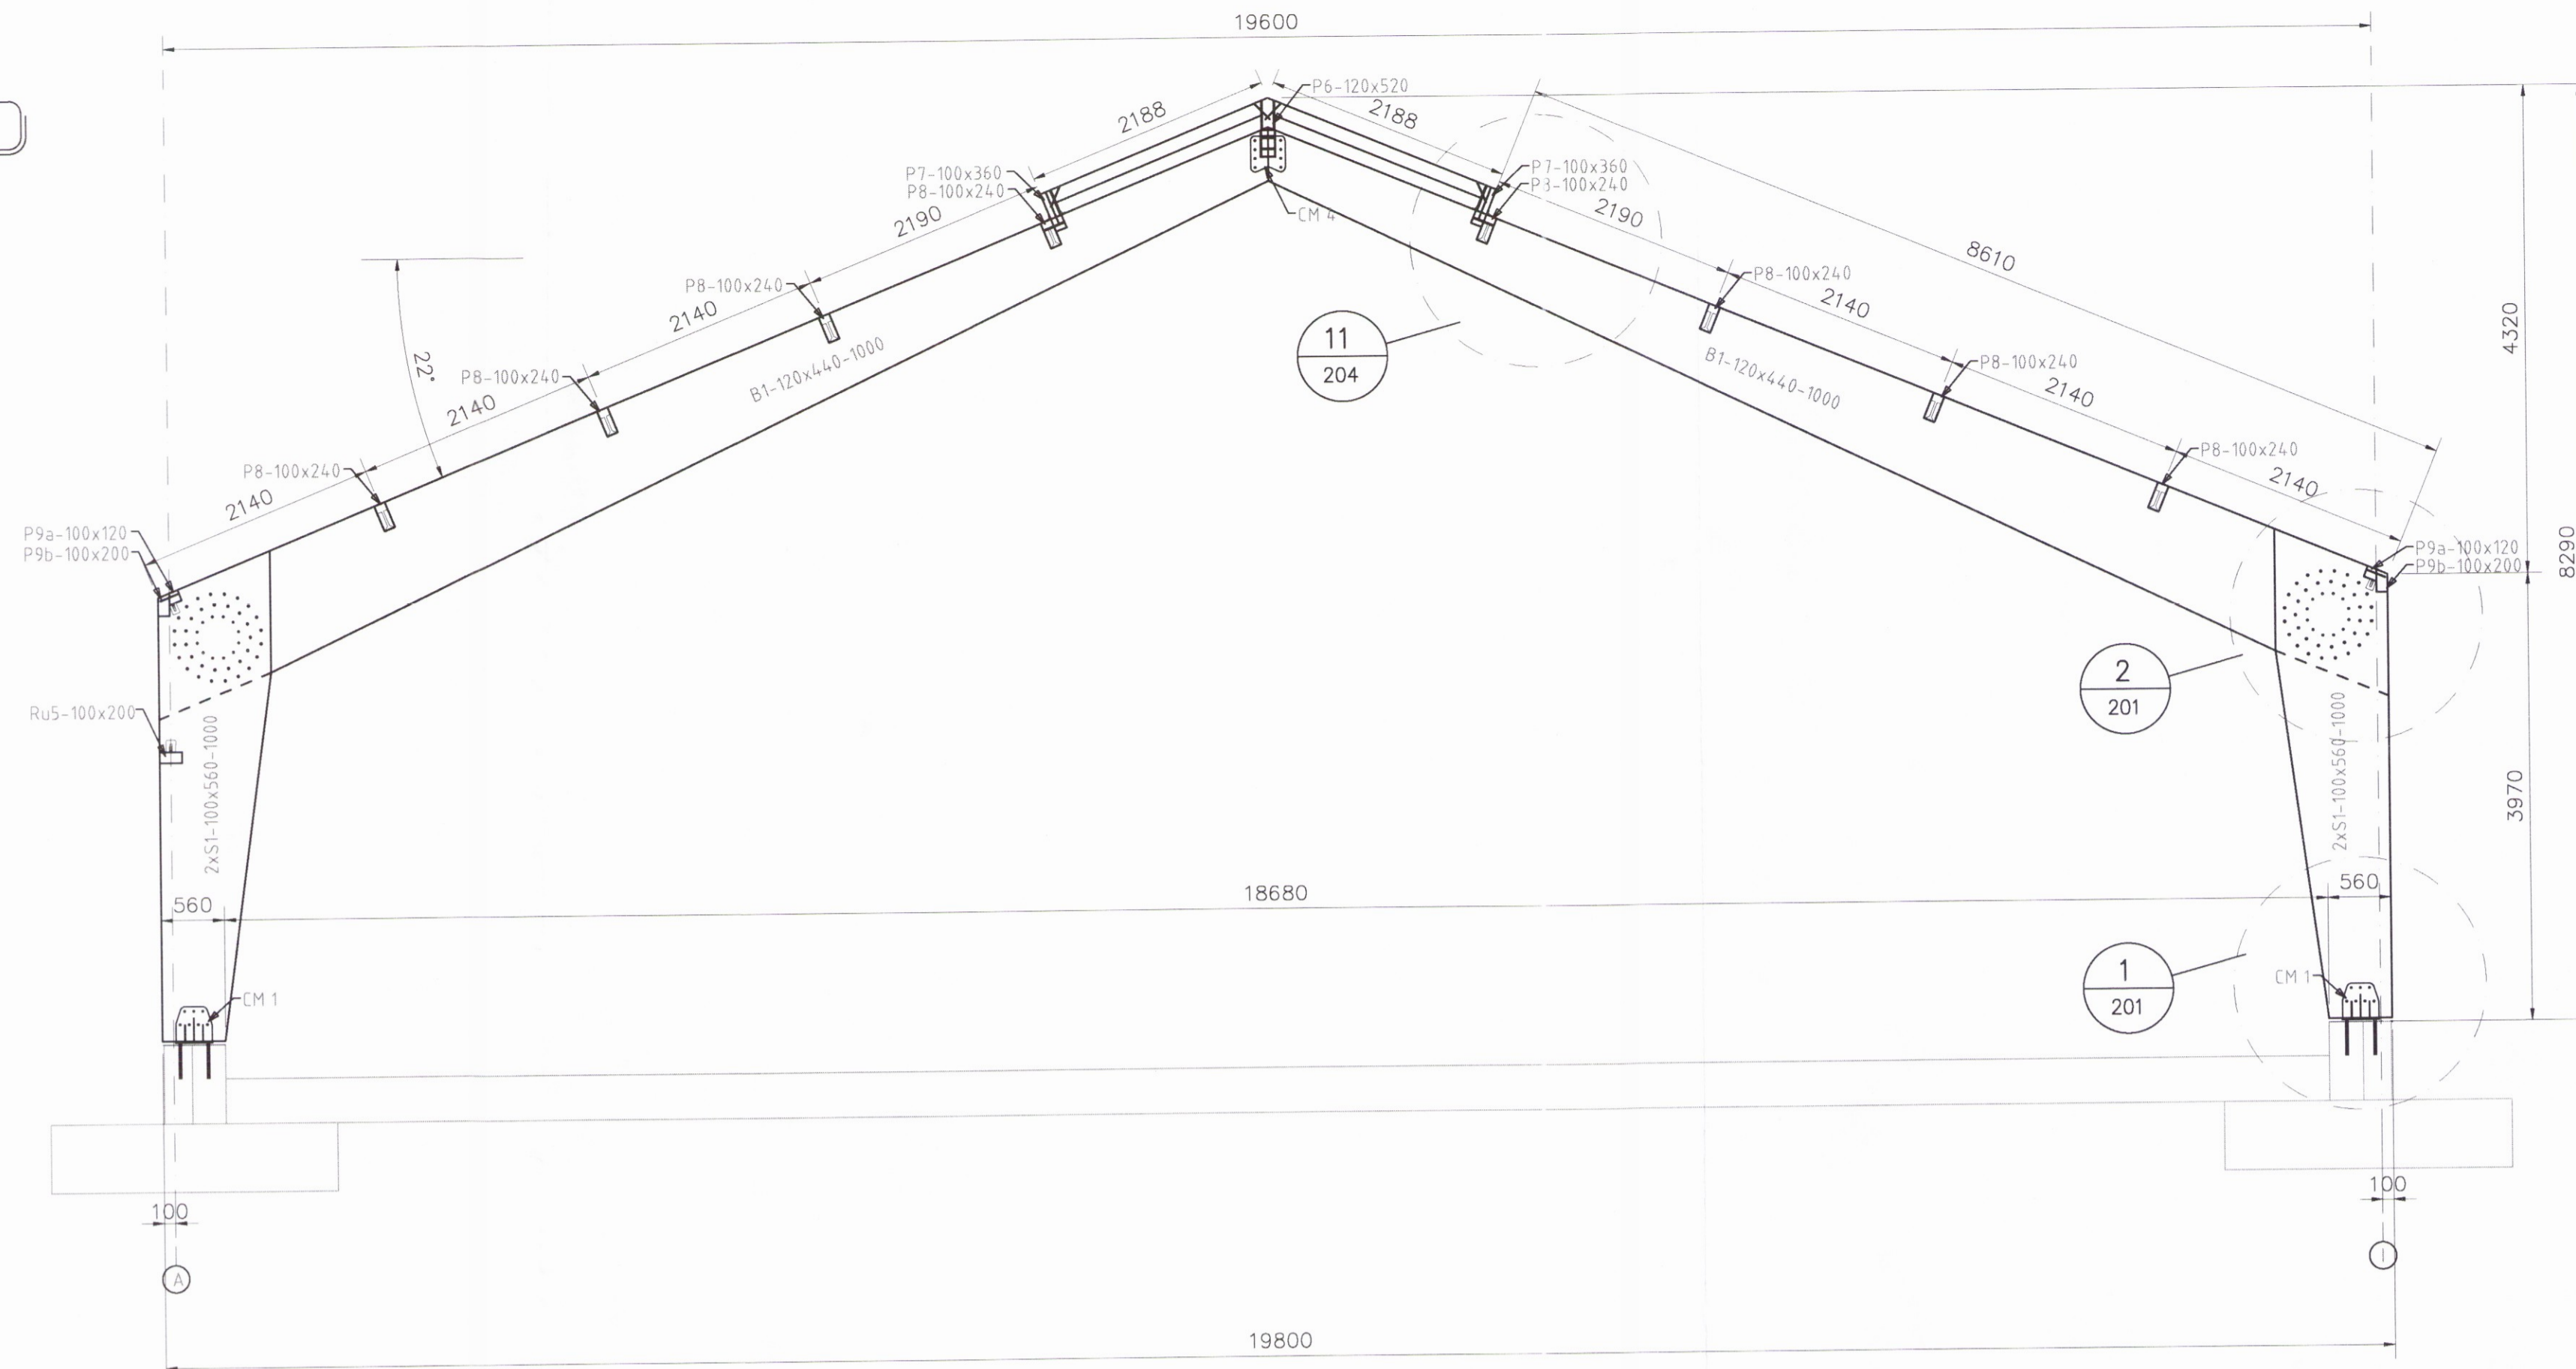 19600
P6-120x520
2188
2188
P7-100x360
P8-100x240
P7-100x360
P3-100x240
CM 4
2190
2190
8610
P8-100x240
P8-100x240
2140
2140
4320
11
204
22°
P8-100x240
B1-120x440-1000
B1-120x440-1000
P8-100x240
2140
2140
P8-100x240
P8-100x240
2140
2140
P9a-100x120
P9b-100x200
P9a-100x120
P9b-100x200
8290
2
201
Ru5-100x200
2xS1-100x560-1000
2xS1-100x560-1000
3970
560
18680
560
1
201
CM 1
CM 1
100
100
A
19800